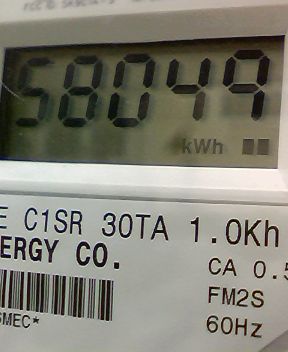 58049
kWh
E C1SR 30TA 1.0Kh
ERGY CO.
CA 0.5
FM2S
60Hz
SMEC*